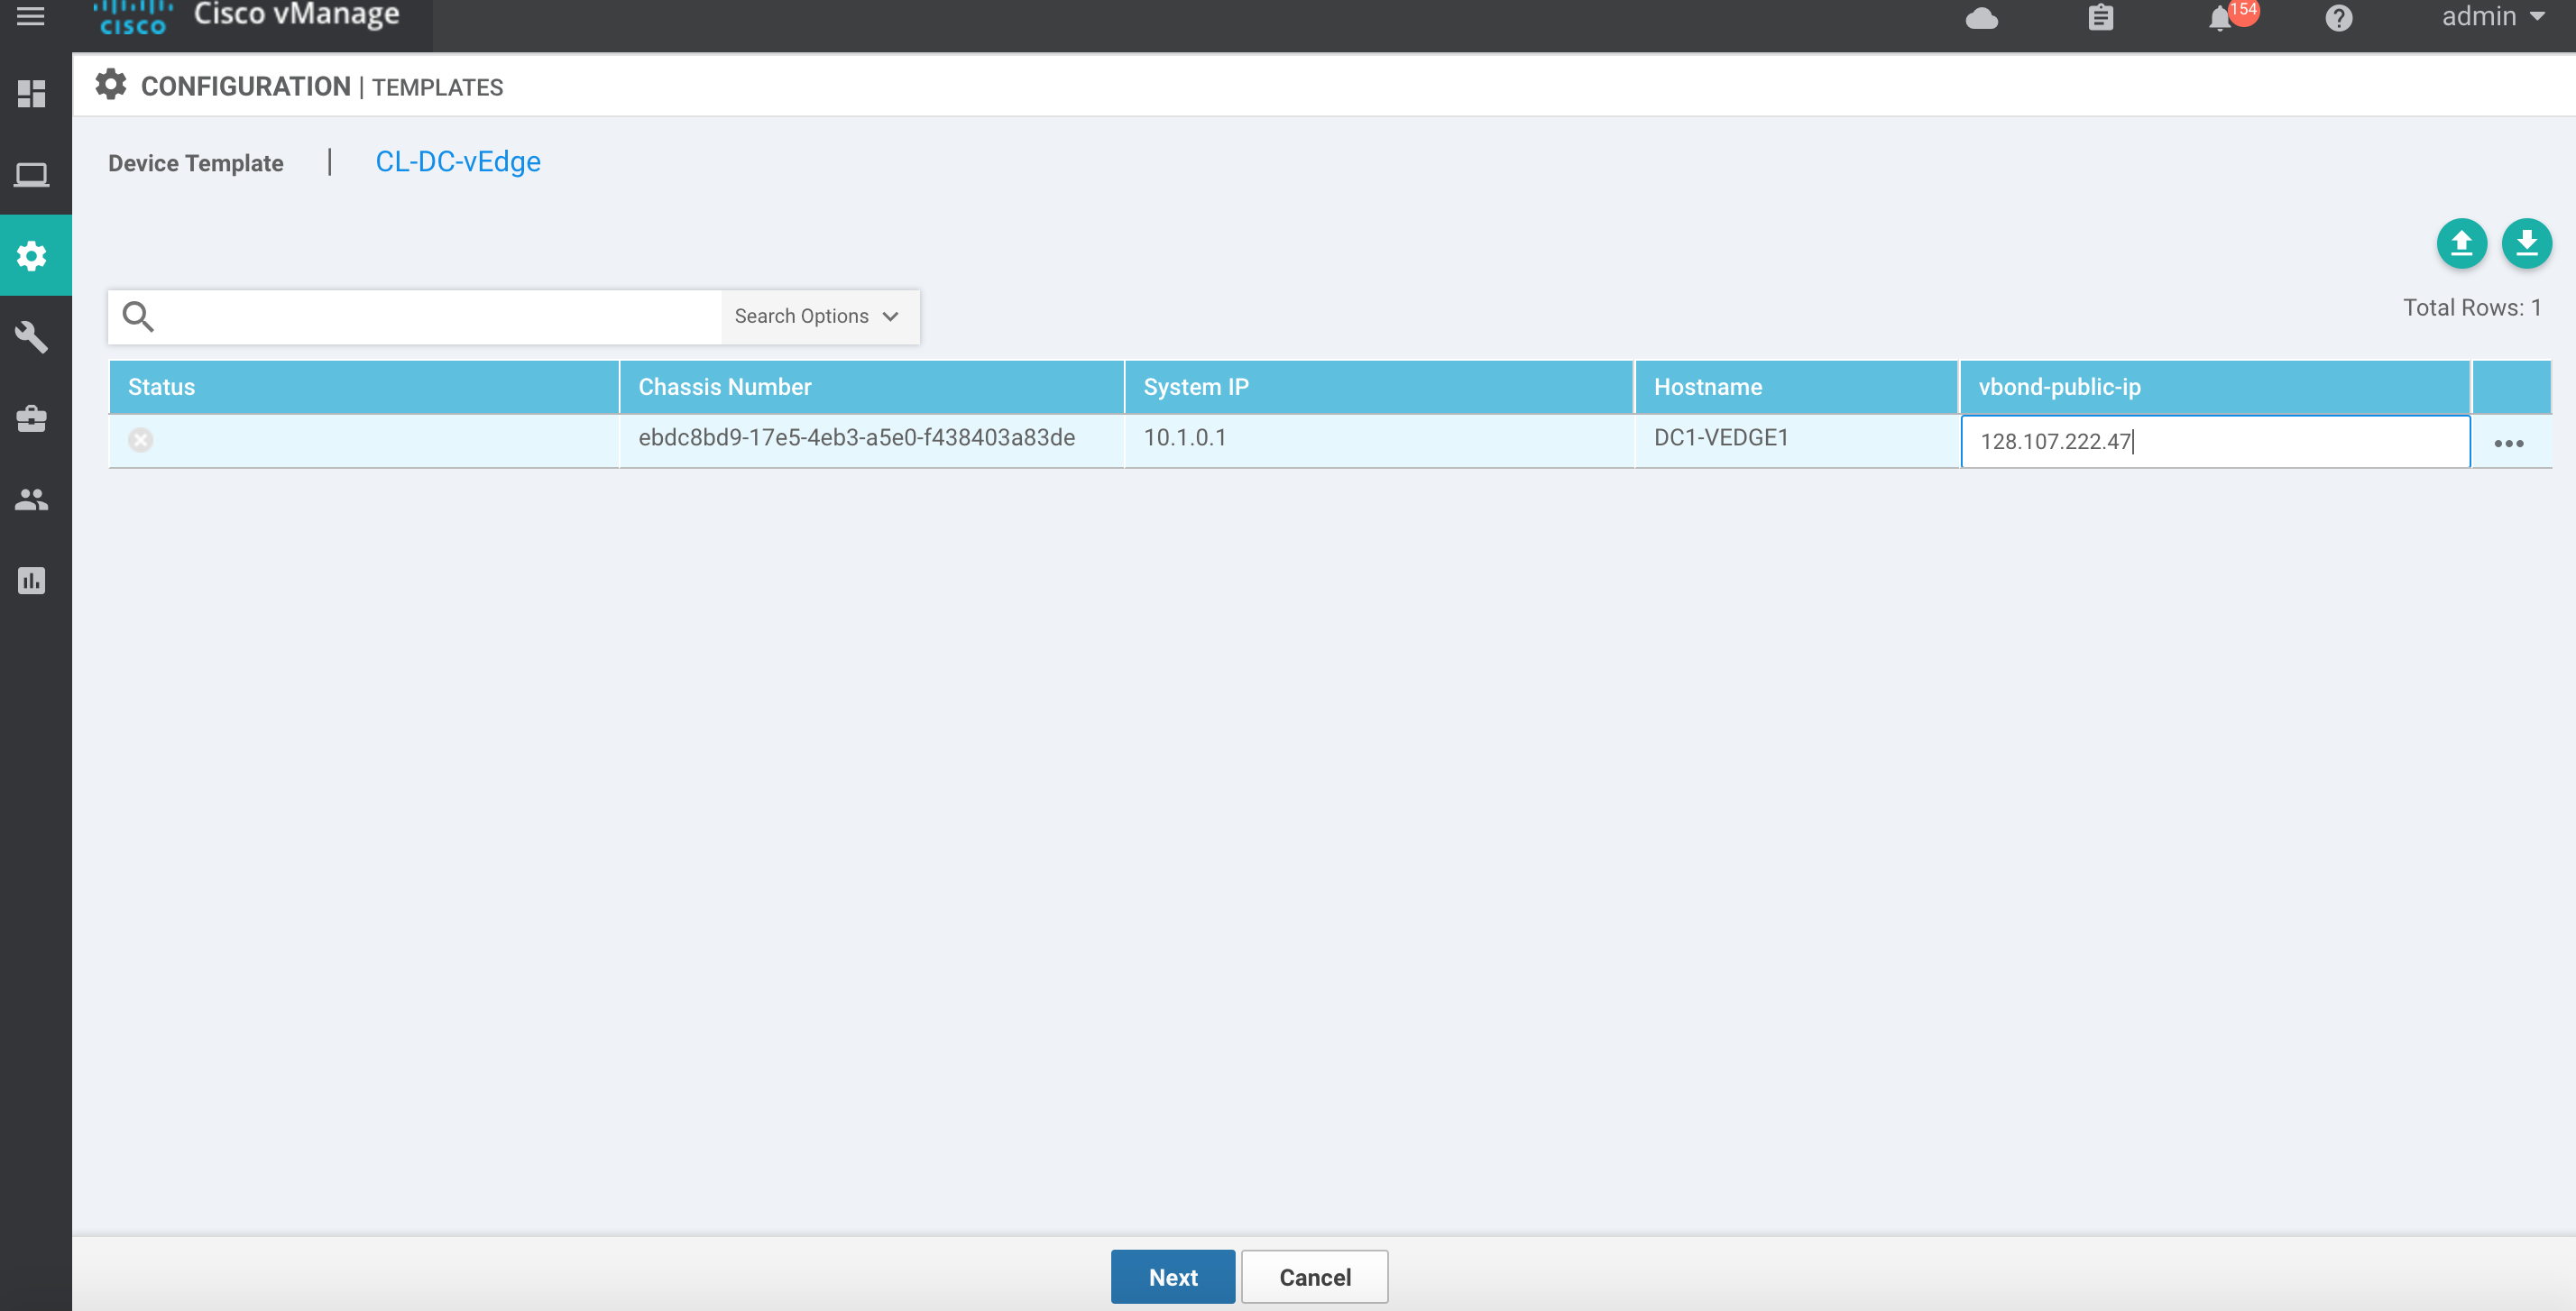 CISCO
Cisco vManage
154
admin
CONFIGURATION | TEMPLATES
Device Template | CL-DC-vEdge
Search Options
Total Rows: 1
Status Chassis Number System IP Hostname vbond-public-ip
ebdc8bd9-17e5-4eb3-a5e0-f438403a83de 10.1.0.1 DC1-VEDGE1 128.107.222.47
Next Cancel